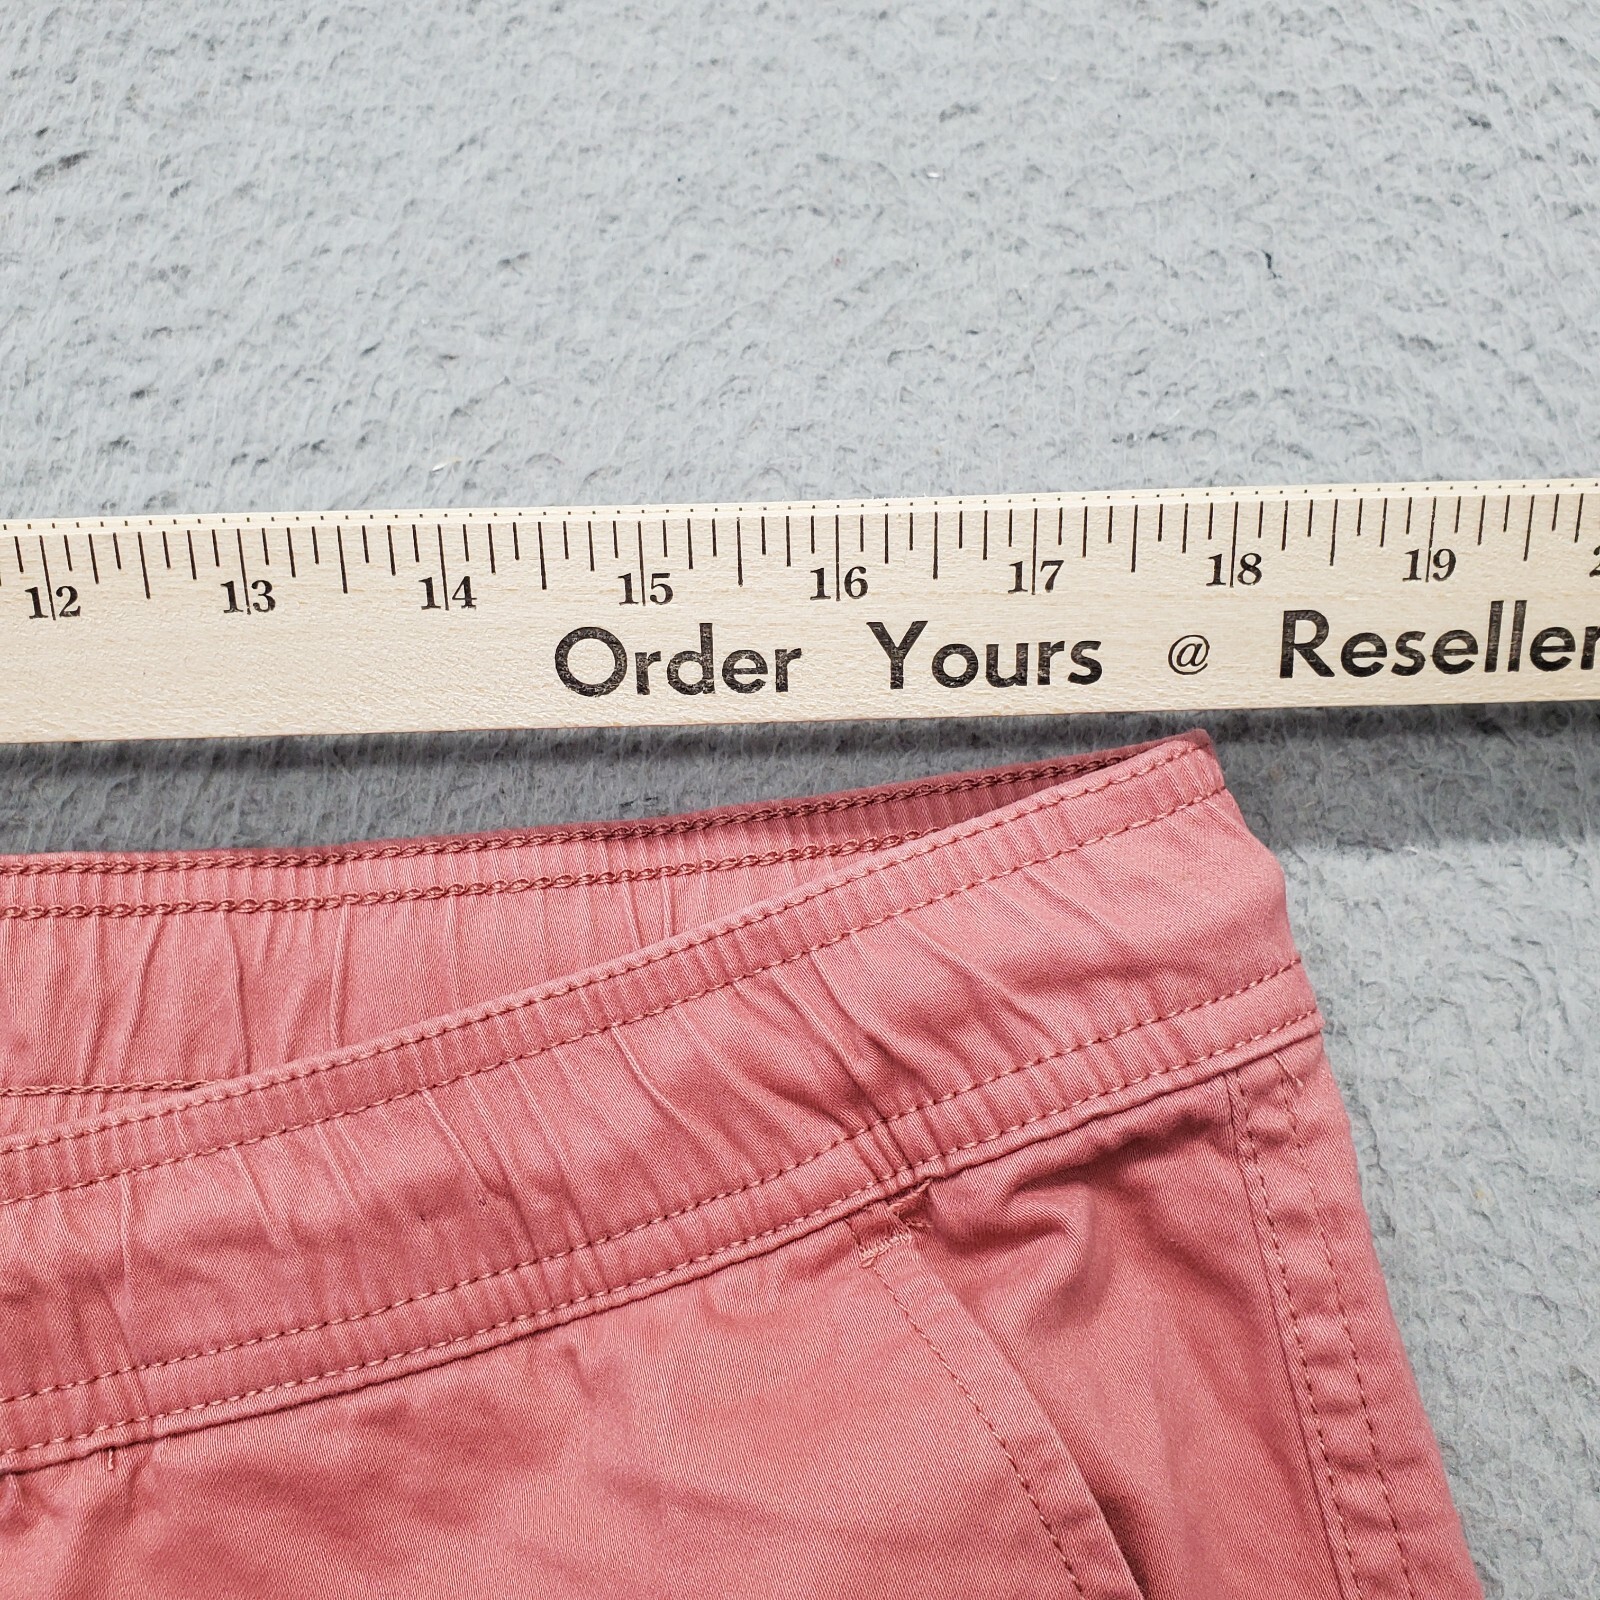 12 13 14 15 16 17 18 19
Order Yours @ Reseller